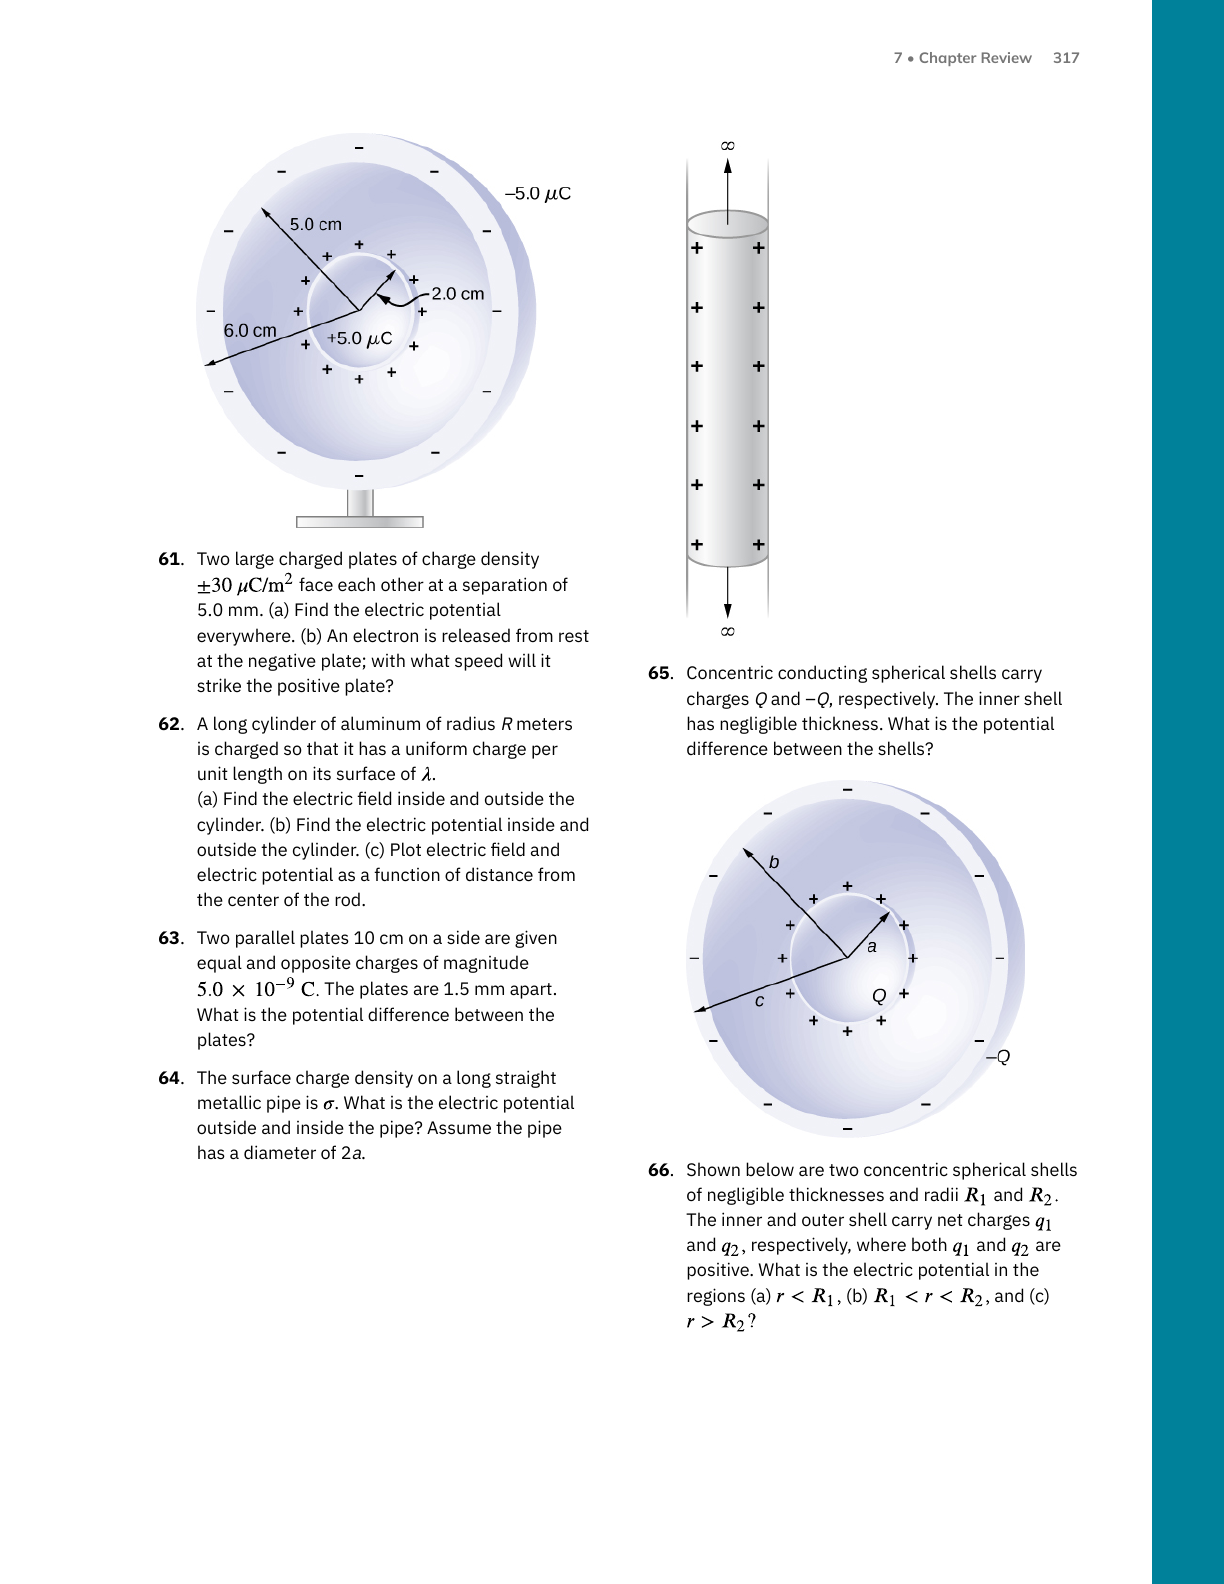 7 • Chapter Review 317
−5.0 μC
5.0 cm
2.0 cm
6.0 cm
+5.0 μC
61. Two large charged plates of charge density
±30 μC/m² face each other at a separation of
5.0 mm. (a) Find the electric potential
everywhere. (b) An electron is released from rest
at the negative plate; with what speed will it
strike the positive plate?
62. A long cylinder of aluminum of radius R meters
is charged so that it has a uniform charge per
unit length on its surface of λ.
(a) Find the electric field inside and outside the
cylinder. (b) Find the electric potential inside and
outside the cylinder. (c) Plot electric field and
electric potential as a function of distance from
the center of the rod.
63. Two parallel plates 10 cm on a side are given
equal and opposite charges of magnitude
5.0 × 10⁻⁹ C. The plates are 1.5 mm apart.
What is the potential difference between the
plates?
64. The surface charge density on a long straight
metallic pipe is σ. What is the electric potential
outside and inside the pipe? Assume the pipe
has a diameter of 2a.
∞
∞
65. Concentric conducting spherical shells carry
charges Q and –Q, respectively. The inner shell
has negligible thickness. What is the potential
difference between the shells?
b
a
c
Q
−Q
66. Shown below are two concentric spherical shells
of negligible thicknesses and radii R₁ and R₂.
The inner and outer shell carry net charges q₁
and q₂, respectively, where both q₁ and q₂ are
positive. What is the electric potential in the
regions (a) r < R₁, (b) R₁ < r < R₂, and (c)
r > R₂?